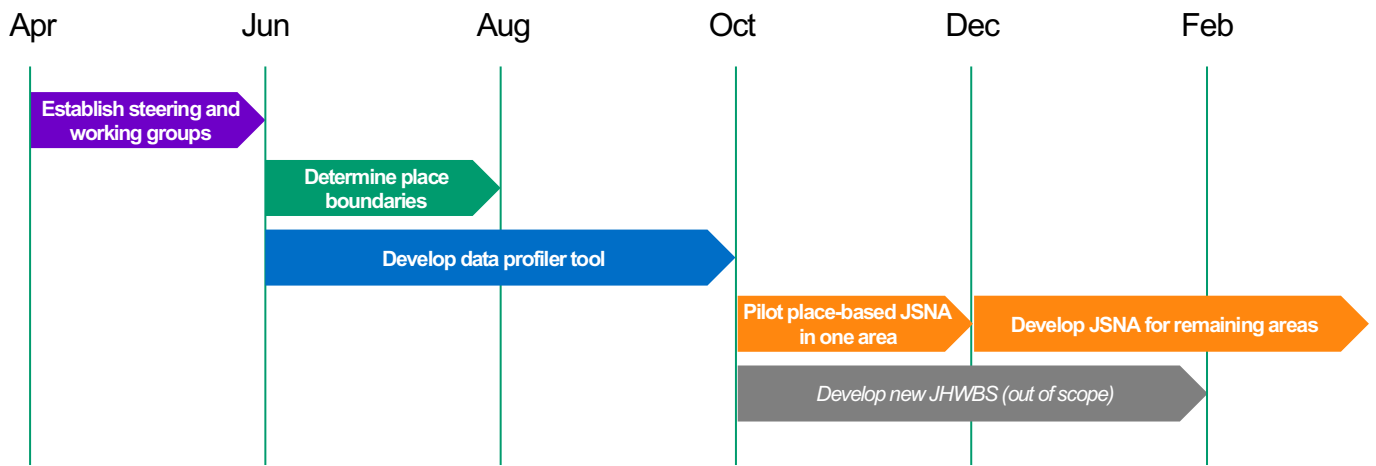 Apr Jun Aug Oct Dec Feb
Establish steering and
working groups
Determine place
boundaries
Develop data profiler tool
Pilot place-based JSNA
in one area
Develop JSNA for remaining areas
Develop new JHWBS (out of scope)